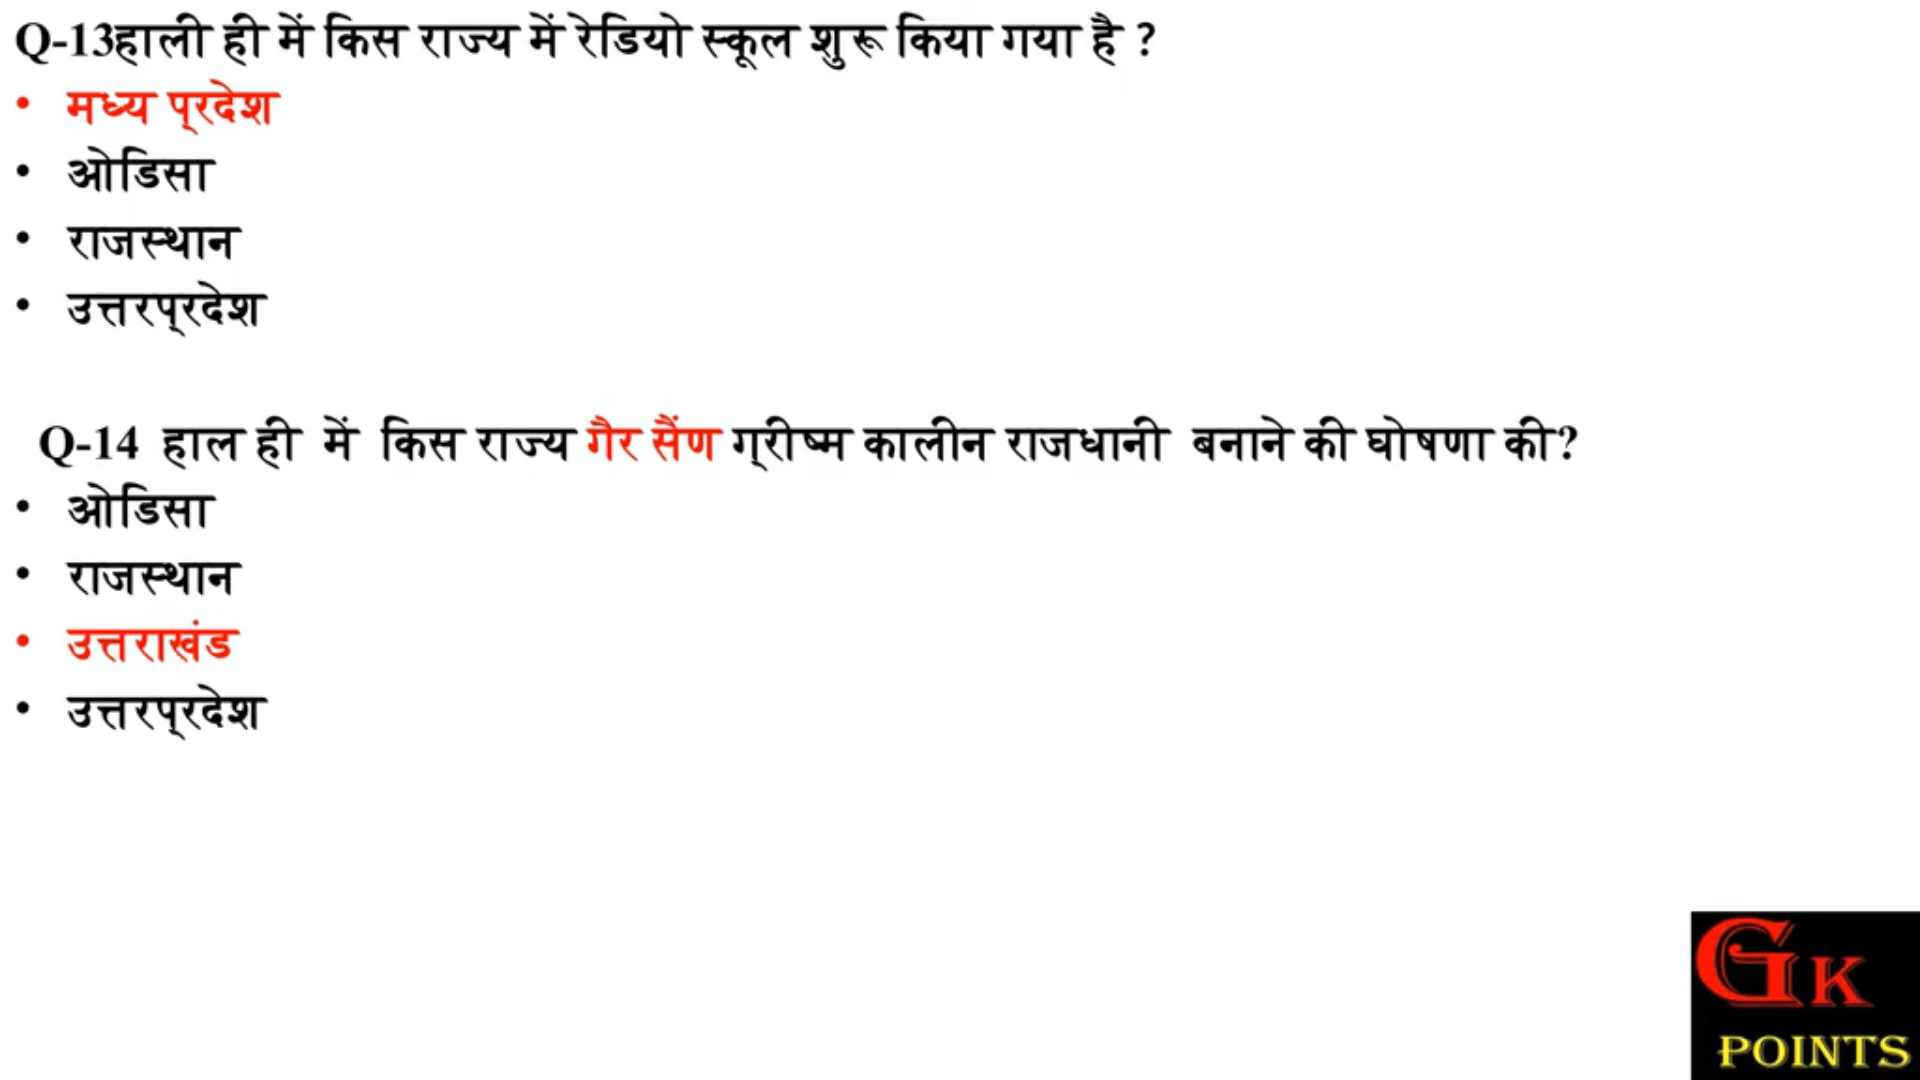 Q-13हाली ही में किस राज्य में रेडियो स्कूल शुरू किया गया है ?
• मध्य प्रदेश
• ओडिसा
• राजस्थान
• उत्तरप्रदेश
Q-14 हाल ही में किस राज्य गैर सैंण ग्रीष्म कालीन राजधानी बनाने की घोषणा की?
• ओडिसा
• राजस्थान
• उत्तराखंड
• उत्तरप्रदेश
GK
POINTS